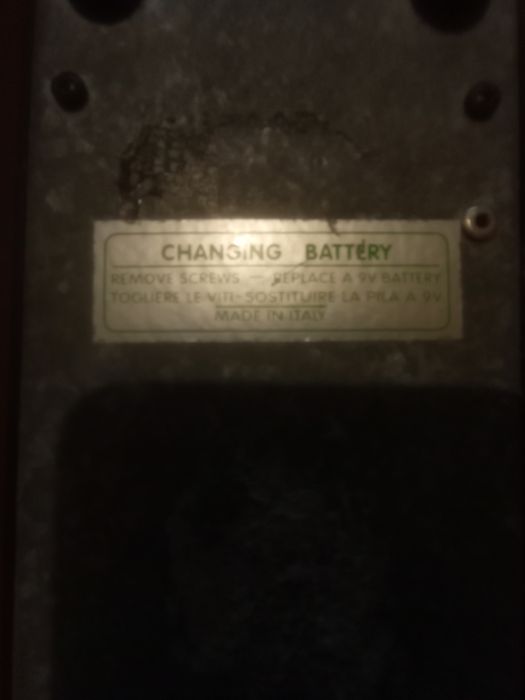 CHANGING BATTERY
REMOVE SCREWS — REPLACE A 9V BATTERY
TOGLIERE LE VITI-SOSTITUIRE LA PILA A 9V
MADE IN ITALY